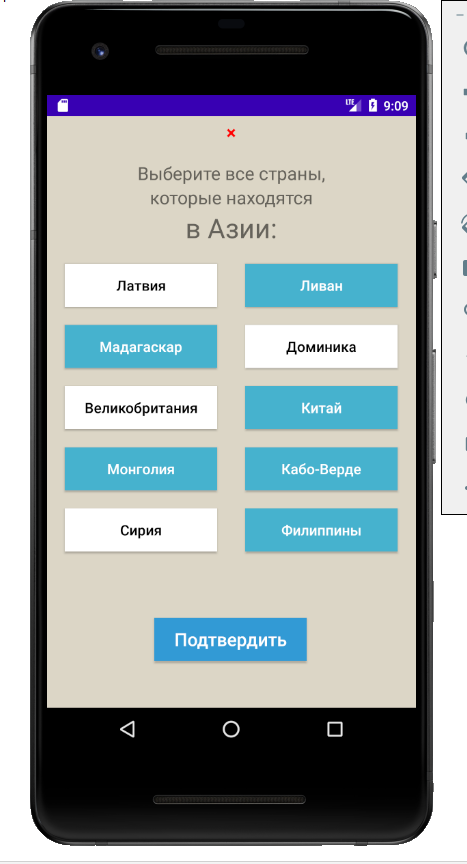 LTE 9:09
×
Выберите все страны,
которые находятся
в Азии:
Латвия Ливан
Мадагаскар Доминика
Великобритания Китай
Монголия Кабо-Верде
Сирия Филиппины
Подтвердить